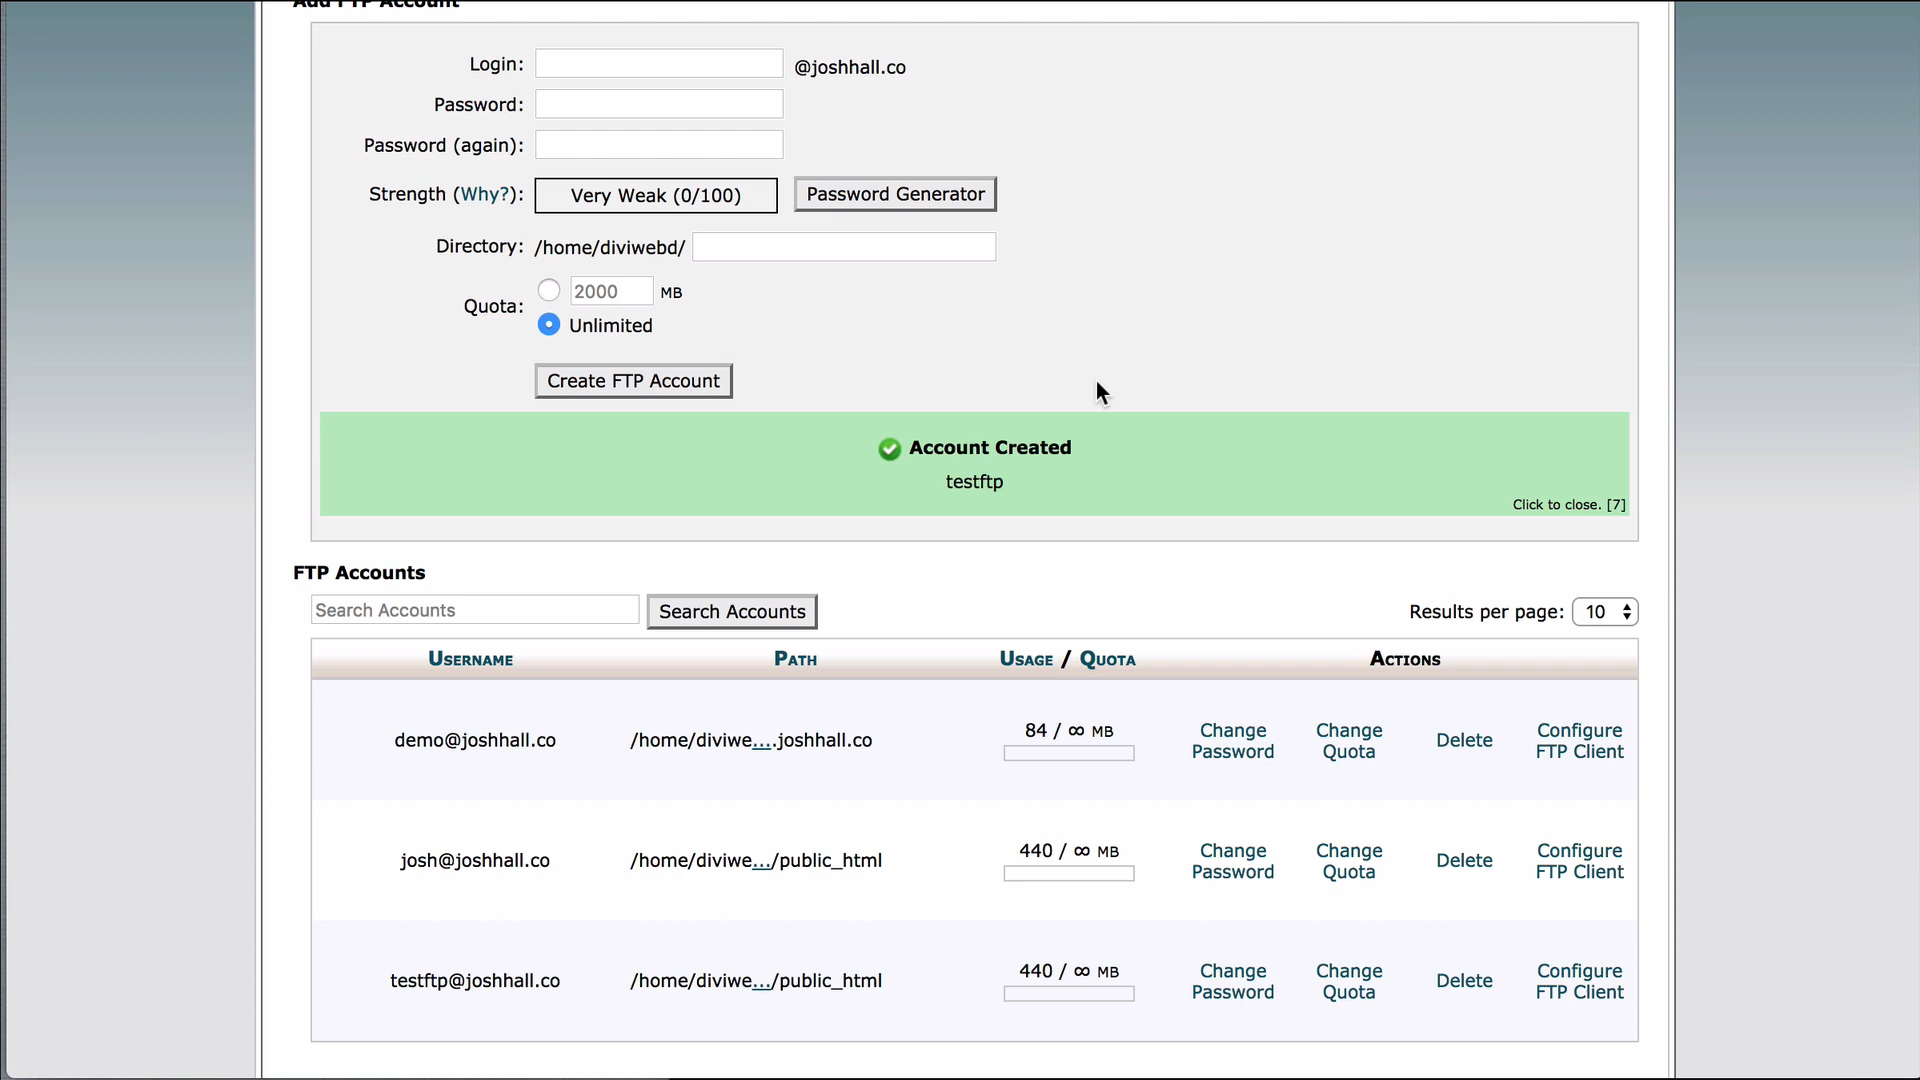 Add FTP Account
Login: @joshhall.co
Password:
Password (again):
Strength (Why?): Very Weak (0/100) Password Generator
Directory: /home/diviwebd/
Quota: 2000 MB
Unlimited
Create FTP Account
Account Created
testftp
Click to close. [7]
FTP Accounts
Search Accounts Search Accounts Results per page: 10
Username Path Usage / Quota Actions
demo@joshhall.co /home/diviwe....joshhall.co 84 / ∞ MB Change Password Change Quota Delete Configure FTP Client
josh@joshhall.co /home/diviwe.../public_html 440 / ∞ MB Change Password Change Quota Delete Configure FTP Client
testftp@joshhall.co /home/diviwe.../public_html 440 / ∞ MB Change Password Change Quota Delete Configure FTP Client